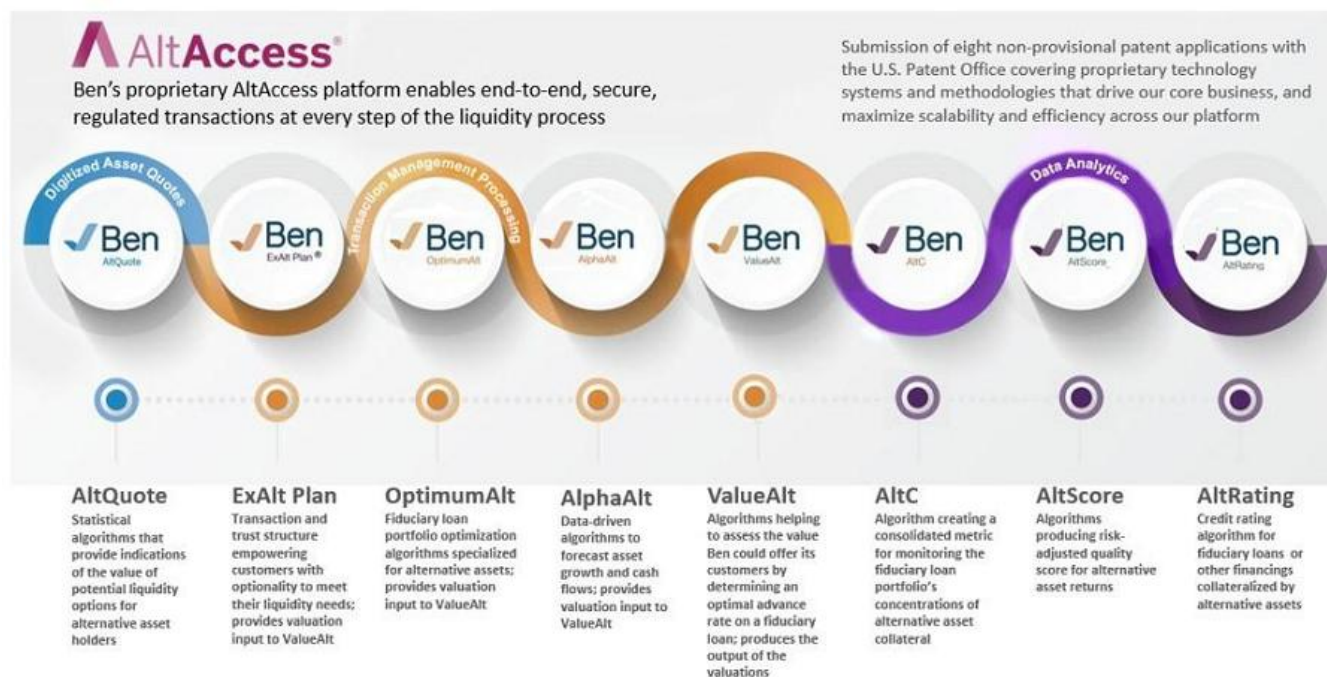 AltAccess®
Ben's proprietary AltAccess platform enables end-to-end, secure,
regulated transactions at every step of the liquidity process
Submission of eight non-provisional patent applications with
the U.S. Patent Office covering proprietary technology
systems and methodologies that drive our core business, and
maximize scalability and efficiency across our platform
Digitized Asset Quotes
Transaction Management Processing
Data Analytics
Ben
AltQuote
Ben
ExAlt Plan ®
Ben
OptimumAlt
Ben
AlphaAlt
Ben
ValueAlt
Ben
AltC
Ben
AltScore
Ben
AltRating
AltQuote
Statistical
algorithms that
provide indications
of the value of
potential liquidity
options for
alternative asset
holders
ExAlt Plan
Transaction and
trust structure
empowering
customers with
optionality to meet
their liquidity needs;
provides valuation
input to ValueAlt
OptimumAlt
Fiduciary loan
portfolio optimization
algorithms specialized
for alternative assets;
provides valuation
input to ValueAlt
AlphaAlt
Data-driven
algorithms to
forecast asset
growth and cash
flows; provides
valuation input to
ValueAlt
ValueAlt
Algorithms helping
to assess the value
Ben could offer its
customers by
determining an
optimal advance
rate on a fiduciary
loan; produces the
output of the
valuations
AltC
Algorithm creating a
consolidated metric
for monitoring the
fiduciary loan
portfolio's
concentrations of
alternative asset
collateral
AltScore
Algorithms
producing risk-
adjusted quality
score for alternative
asset returns
AltRating
Credit rating
algorithm for
fiduciary loans or
other financings
collateralized by
alternative assets